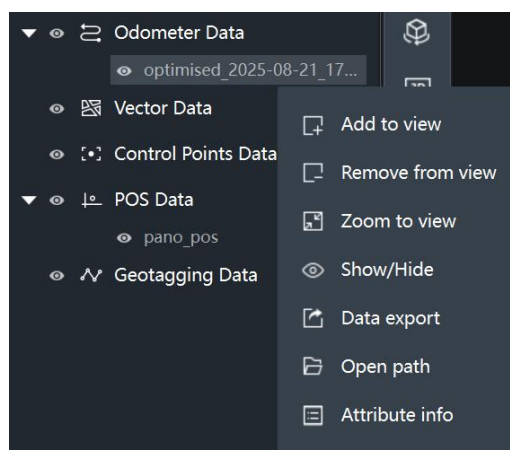 Odometer Data
optimised_2025-08-21_17...
Vector Data
Control Points Data
POS Data
pano_pos
Geotagging Data
Add to view
Remove from view
Zoom to view
Show/Hide
Data export
Open path
Attribute info